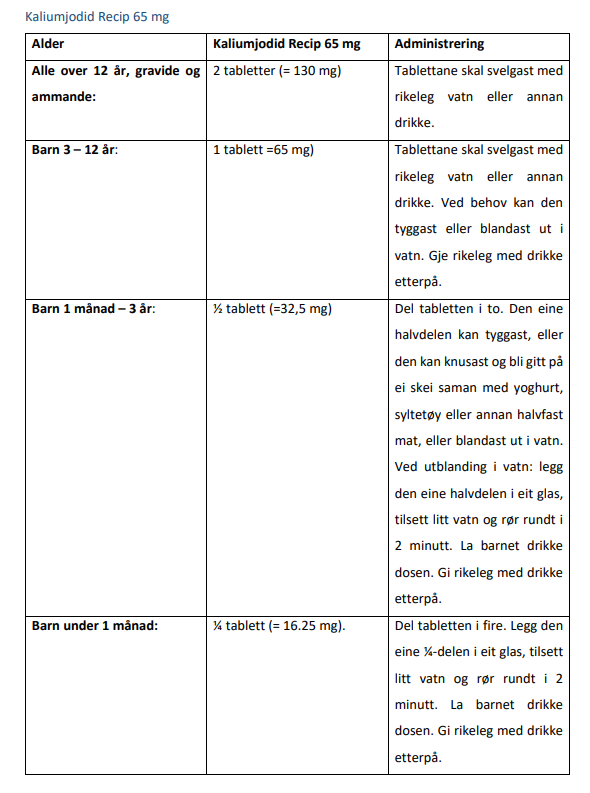 Kaliumjodid Recip 65 mg
Alder
Kaliumjodid Recip 65 mg
Administrering
Alle over 12 år, gravide og
ammande:
2 tabletter (= 130 mg)
Tablettane skal svelgast med
rikeleg vatn eller annan
drikke.
Barn 3 – 12 år:
1 tablett =65 mg)
Tablettane skal svelgast med
rikeleg vatn eller annan
drikke. Ved behov kan den
tyggast eller blandast ut i
vatn. Gje rikeleg med drikke
etterpå.
Barn 1 månad – 3 år:
½ tablett (=32,5 mg)
Del tabletten i to. Den eine
halvdelen kan tyggast, eller
den kan knusast og bli gitt på
ei skei saman med yoghurt,
syltetøy eller annan halvfast
mat, eller blandast ut i vatn.
Ved utblanding i vatn: legg
den eine halvdelen i eit glas,
tilsett litt vatn og rør rundt i
2 minutt. La barnet drikke
dosen. Gi rikeleg med drikke
etterpå.
Barn under 1 månad:
¼ tablett (= 16.25 mg).
Del tabletten i fire. Legg den
eine ¼-delen i eit glas, tilsett
litt vatn og rør rundt i 2
minutt. La barnet drikke
dosen. Gi rikeleg med drikke
etterpå.